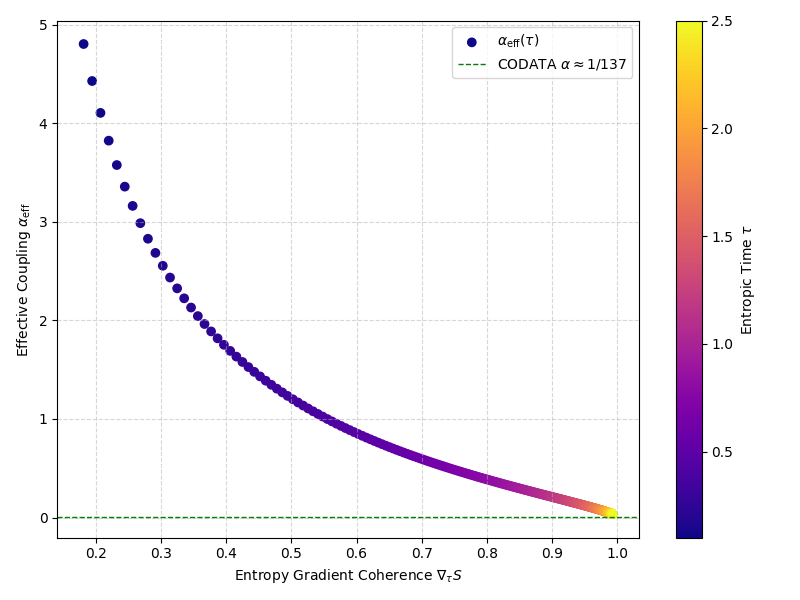 α_eff(τ)
CODATA α ≈ 1/137
Effective Coupling α_eff
5
4
3
2
1
0
0.2 0.3 0.4 0.5 0.6 0.7 0.8 0.9 1.0
Entropy Gradient Coherence ∇_τ S
2.5
2.0
1.5
1.0
0.5
Entropic Time τ